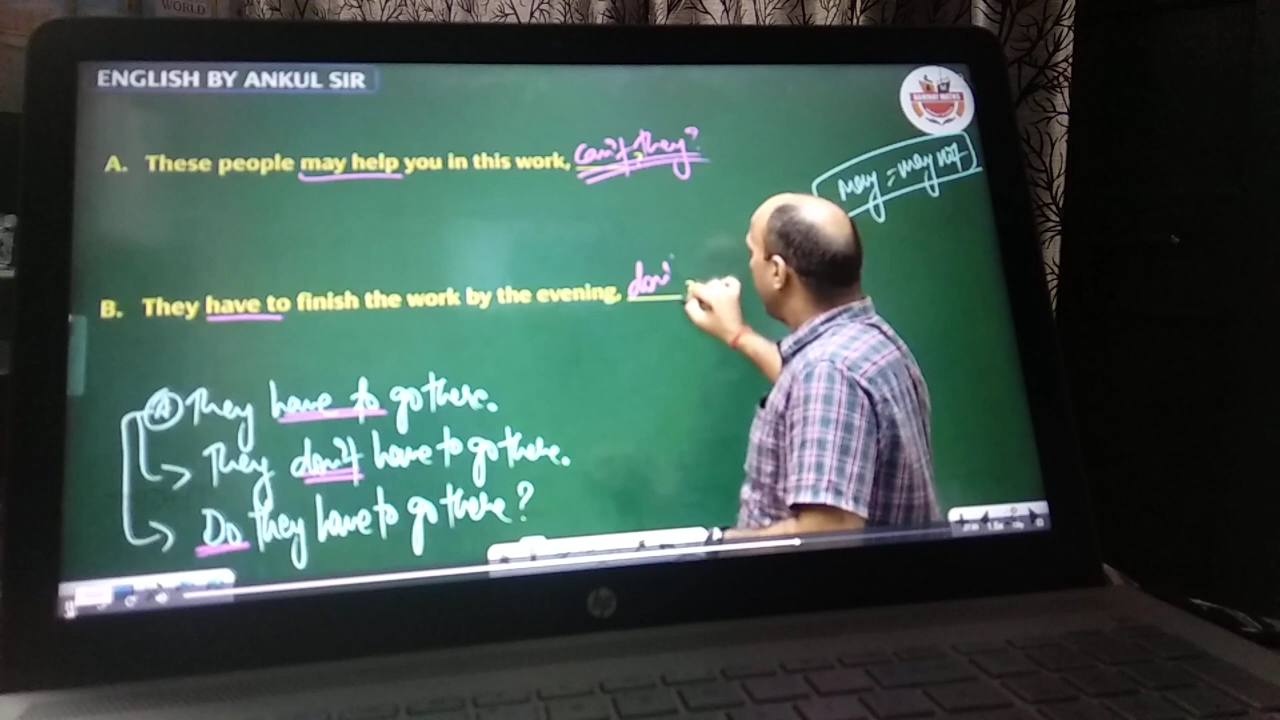 WORLD
ENGLISH BY ANKUL SIR
A. These people may help you in this work, can't they?
may = may not
B. They have to finish the work by the evening, don' ?
(A) They have to go there.
They don't have to go there.
Do they have to go there?
hp